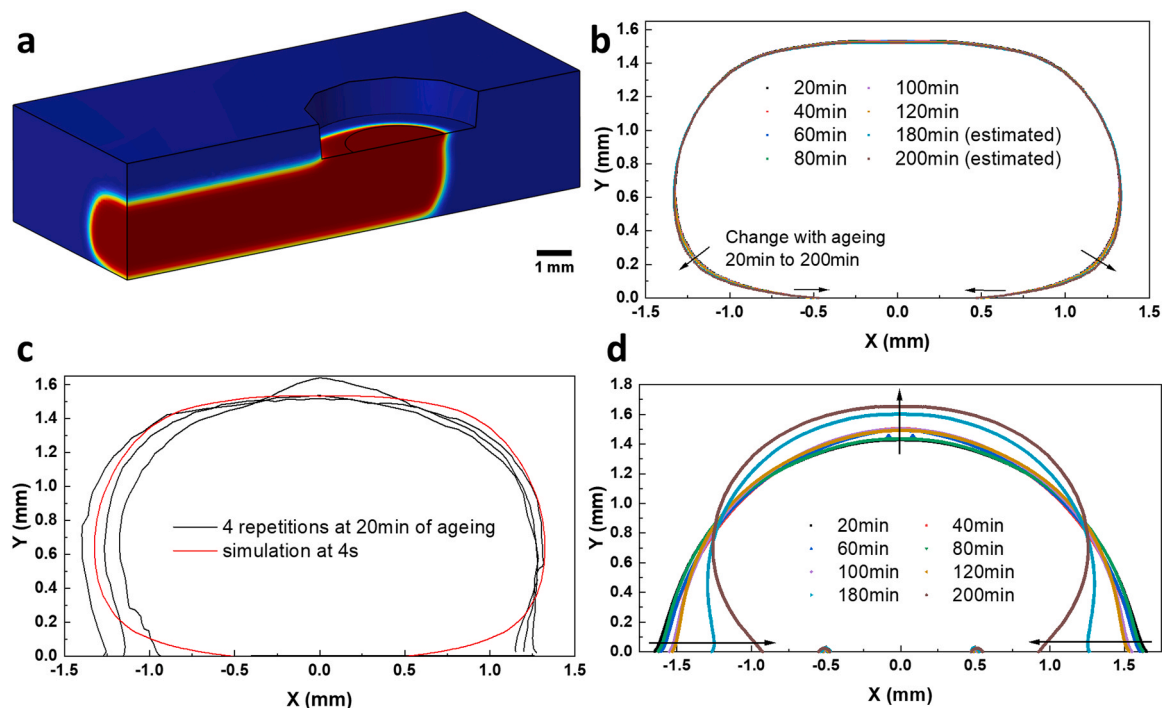 a
1 mm
b
1.6
1.4
1.2
1.0
0.8
0.6
0.4
0.2
0.0
Y (mm)
20min
100min
40min
120min
60min
180min (estimated)
80min
200min (estimated)
Change with ageing
20min to 200min
-1.5 -1.0 -0.5 0.0 0.5 1.0 1.5
X (mm)
c
1.6
1.4
1.2
1.0
0.8
0.6
0.4
0.2
0.0
Y (mm)
4 repetitions at 20min of ageing
simulation at 4s
-1.5 -1.0 -0.5 0.0 0.5 1.0 1.5
X (mm)
d
1.8
1.6
1.4
1.2
1.0
0.8
0.6
0.4
0.2
0.0
Y (mm)
20min
40min
60min
80min
100min
120min
180min
200min
-1.5 -1.0 -0.5 0.0 0.5 1.0 1.5
X (mm)